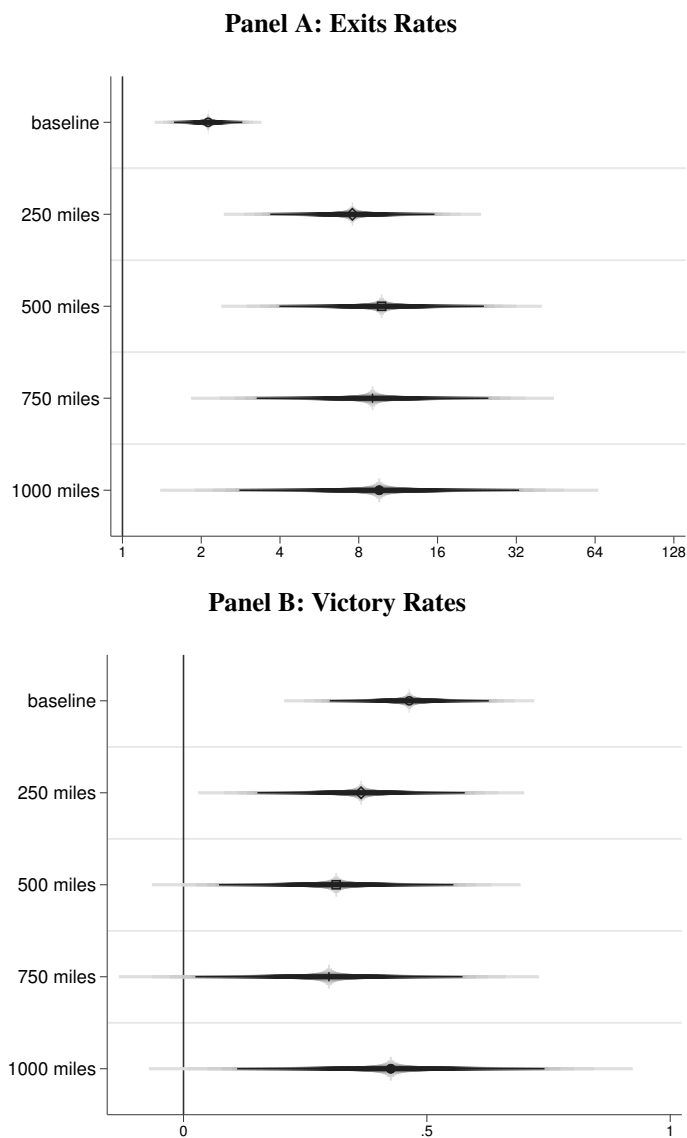 Panel A: Exits Rates
baseline
250 miles
500 miles
750 miles
1000 miles
1 2 4 8 16 32 64 128
Panel B: Victory Rates
baseline
250 miles
500 miles
750 miles
1000 miles
0 .5 1